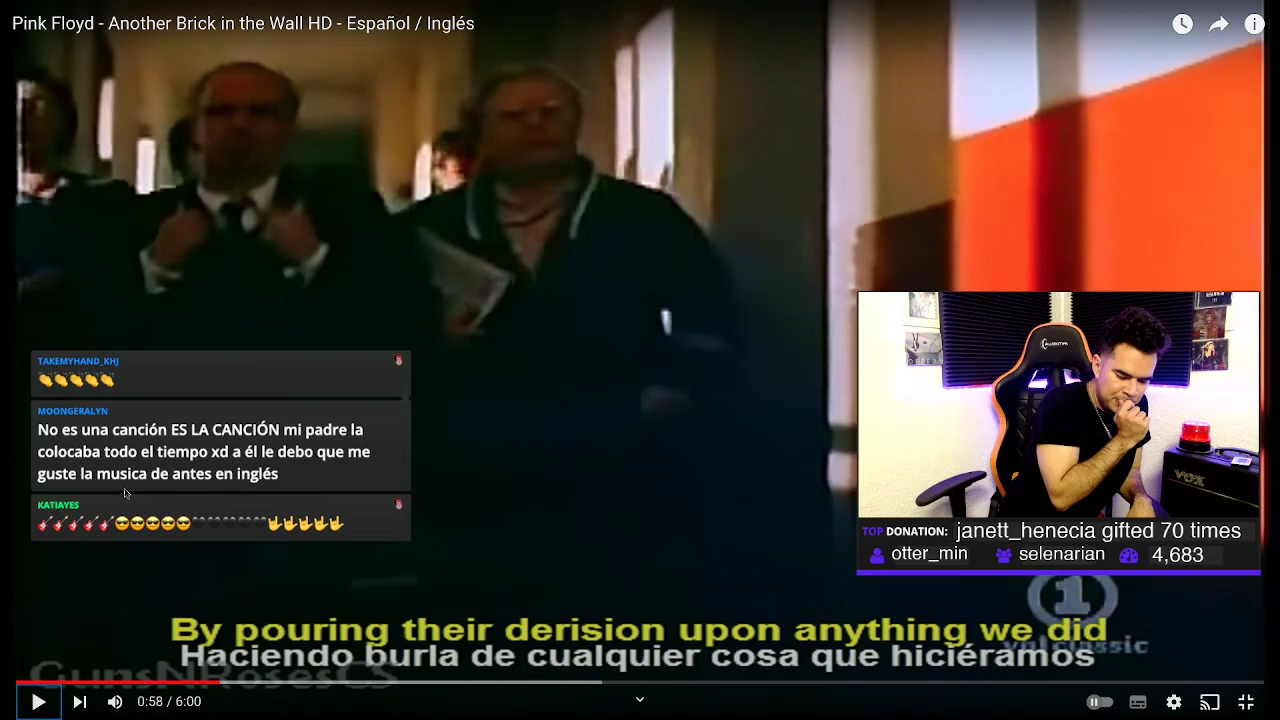 Pink Floyd - Another Brick in the Wall HD - Español / Inglés
TAKEMYHAND_KHJ
MOONGERALYN
No es una canción ES LA CANCIÓN mi padre la
colocaba todo el tiempo xd a él le debo que me
guste la musica de antes en inglés
KATIAYES
VOX
TOP DONATION: janett_henecia gifted 70 times
otter_min selenarian 4,683
1
By pouring their derision upon anything we did
Haciendo burla de cualquier cosa que hiciéramos
GunsNRosesCS
0:58 / 6:00